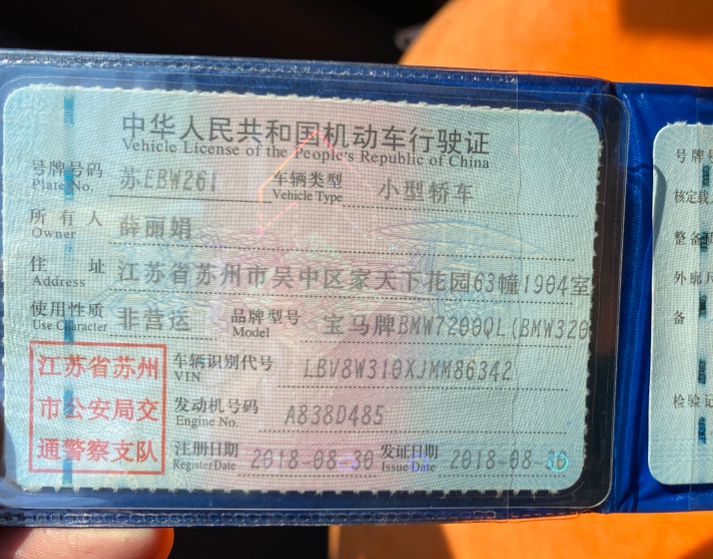 中华人民共和国机动车行驶证
Vehicle License of the People's Republic of China
号牌号码 苏EBW261 车辆类型 小型轿车
Plate No. Vehicle Type
所有人 薛丽娟
Owner
住址 江苏省苏州市吴中区家天下花园63幢1904室
Address
使用性质 非营运 品牌型号 宝马牌BMW7200QL(BMW320
Use Character Model
江苏省苏州
市公安局交
通警察支队
车辆识别代号 LBV8W310XJMM86342
VIN
发动机号码 A838D485
Engine No.
注册日期 2018-08-30 发证日期 2018-08-30
Register Date Issue Date
号牌号
核定载
整备质
外廓尺
备
检验记